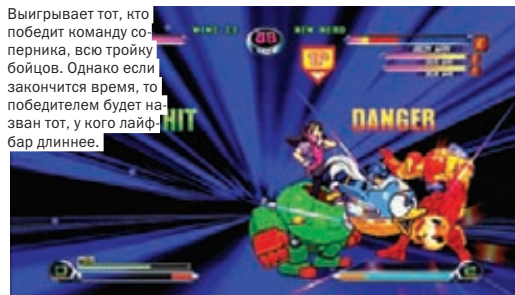 Выигрывает тот, кто
победит команду со-
перника, всю тройку
бойцов. Однако если
закончится время, то
победителем будет на-
зван тот, у кого лайф-
бар длиннее.
HIT
DANGER